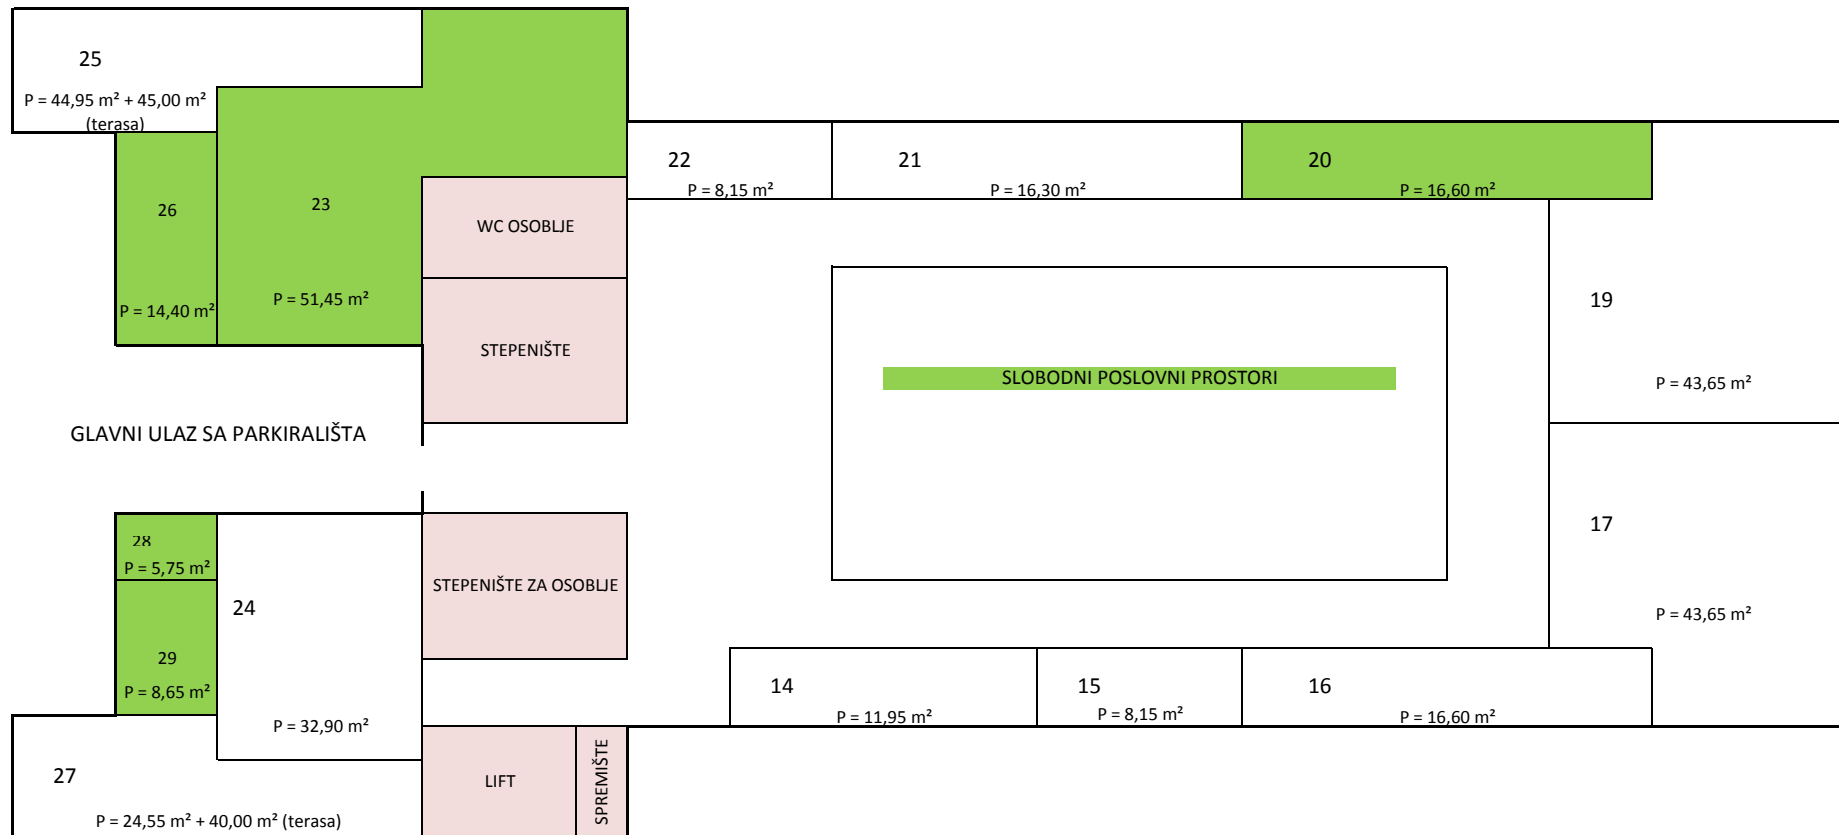 25
P = 44,95 m² + 45,00 m²
(terasa)
26
P = 14,40 m²
23
P = 51,45 m²
WC OSOBLJE
STEPENIŠTE
22
P = 8,15 m²
21
P = 16,30 m²
20
P = 16,60 m²
19
P = 43,65 m²
SLOBODNI POSLOVNI PROSTORI
GLAVNI ULAZ SA PARKIRALIŠTA
17
P = 43,65 m²
28
P = 5,75 m²
29
P = 8,65 m²
24
P = 32,90 m²
STEPENIŠTE ZA OSOBLJE
14
P = 11,95 m²
15
P = 8,15 m²
16
P = 16,60 m²
27
P = 24,55 m² + 40,00 m² (terasa)
LIFT
SPREMIŠTE